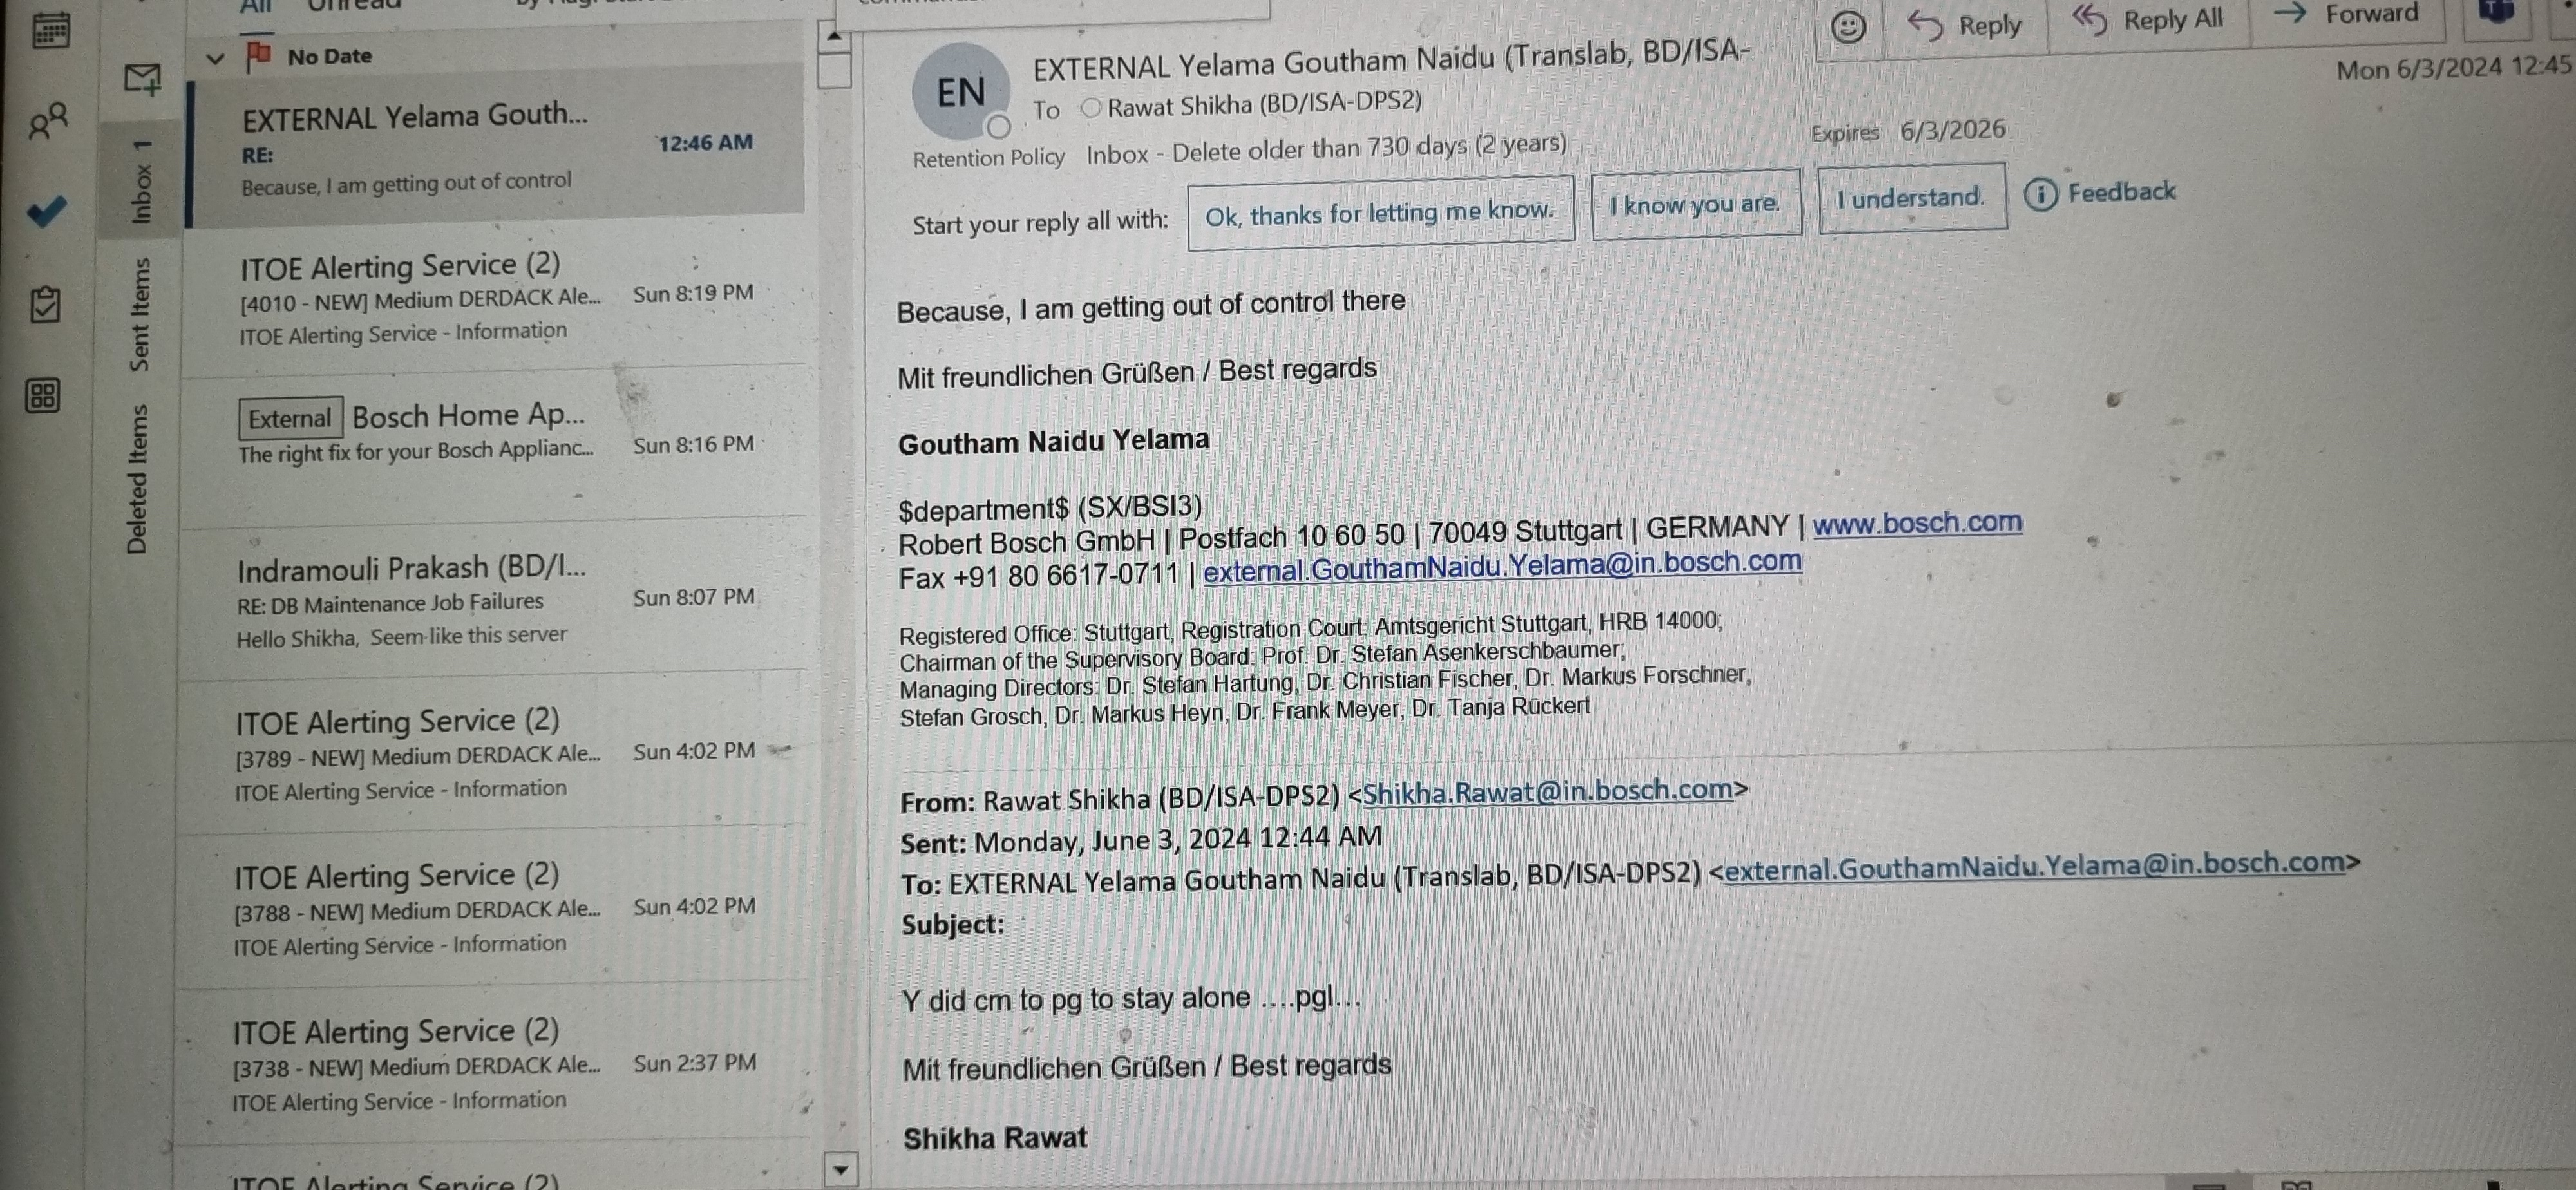 All Unread
No Date
EXTERNAL Yelama Gouth...
RE:
12:46 AM
Because, I am getting out of control
ITOE Alerting Service (2)
[4010 - NEW] Medium DERDACK Ale...
Sun 8:19 PM
ITOE Alerting Service - Information
External Bosch Home Ap...
The right fix for your Bosch Applianc...
Sun 8:16 PM
Indramouli Prakash (BD/I...
RE: DB Maintenance Job Failures
Sun 8:07 PM
Hello Shikha, Seem like this server
ITOE Alerting Service (2)
[3789 - NEW] Medium DERDACK Ale...
Sun 4:02 PM
ITOE Alerting Service - Information
ITOE Alerting Service (2)
[3788 - NEW] Medium DERDACK Ale...
Sun 4:02 PM
ITOE Alerting Service - Information
ITOE Alerting Service (2)
[3738 - NEW] Medium DERDACK Ale...
Sun 2:37 PM
ITOE Alerting Service - Information
ITOE Alerting Service (2)
Inbox 1
Sent Items
Deleted Items
Reply
Reply All
Forward
EN
EXTERNAL Yelama Goutham Naidu (Translab, BD/ISA-
Mon 6/3/2024 12:45
To Rawat Shikha (BD/ISA-DPS2)
Retention Policy Inbox - Delete older than 730 days (2 years)
Expires 6/3/2026
Start your reply all with:
Ok, thanks for letting me know.
I know you are.
I understand.
Feedback
Because, I am getting out of control there
Mit freundlichen Grüßen / Best regards
Goutham Naidu Yelama
$department$ (SX/BSI3)
Robert Bosch GmbH | Postfach 10 60 50 | 70049 Stuttgart | GERMANY | www.bosch.com
Fax +91 80 6617-0711 | external.GouthamNaidu.Yelama@in.bosch.com
Registered Office: Stuttgart, Registration Court: Amtsgericht Stuttgart, HRB 14000;
Chairman of the Supervisory Board: Prof. Dr. Stefan Asenkerschbaumer;
Managing Directors: Dr. Stefan Hartung, Dr. Christian Fischer, Dr. Markus Forschner,
Stefan Grosch, Dr. Markus Heyn, Dr. Frank Meyer, Dr. Tanja Rückert
From: Rawat Shikha (BD/ISA-DPS2) <Shikha.Rawat@in.bosch.com>
Sent: Monday, June 3, 2024 12:44 AM
To: EXTERNAL Yelama Goutham Naidu (Translab, BD/ISA-DPS2) <external.GouthamNaidu.Yelama@in.bosch.com>
Subject:
Y did cm to pg to stay alone ....pgl...
Mit freundlichen Grüßen / Best regards
Shikha Rawat